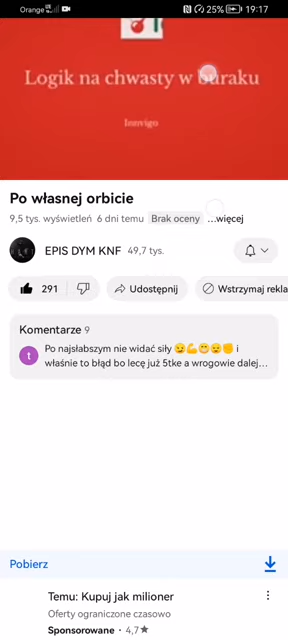 Orange
25%
19:17
Logik na chwasty w buraku
Innvigo
Po własnej orbicie
9,5 tys. wyświetleń 6 dni temu Brak oceny ...więcej
EPIS DYM KNF 49,7 tys.
291 Udostępnij Wstrzymaj rekla
Komentarze 9
t
Po najsłabszym nie widać siły 😉💪😁😉✊ i
właśnie to błąd bo lecę już 5tke a wrogowie dalej...
Pobierz
Temu: Kupuj jak milioner
Oferty ograniczone czasowo
Sponsorowane · 4,7★